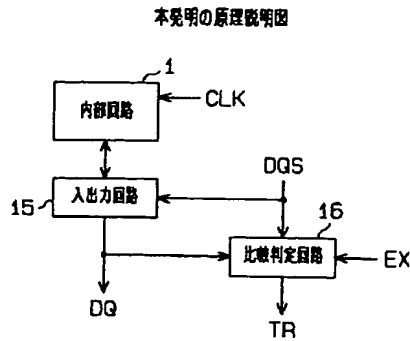 本発明の原理説明図
1
内部回路
CLK
DQS
15
入出力回路
16
比較判定回路
EX
DQ
TR